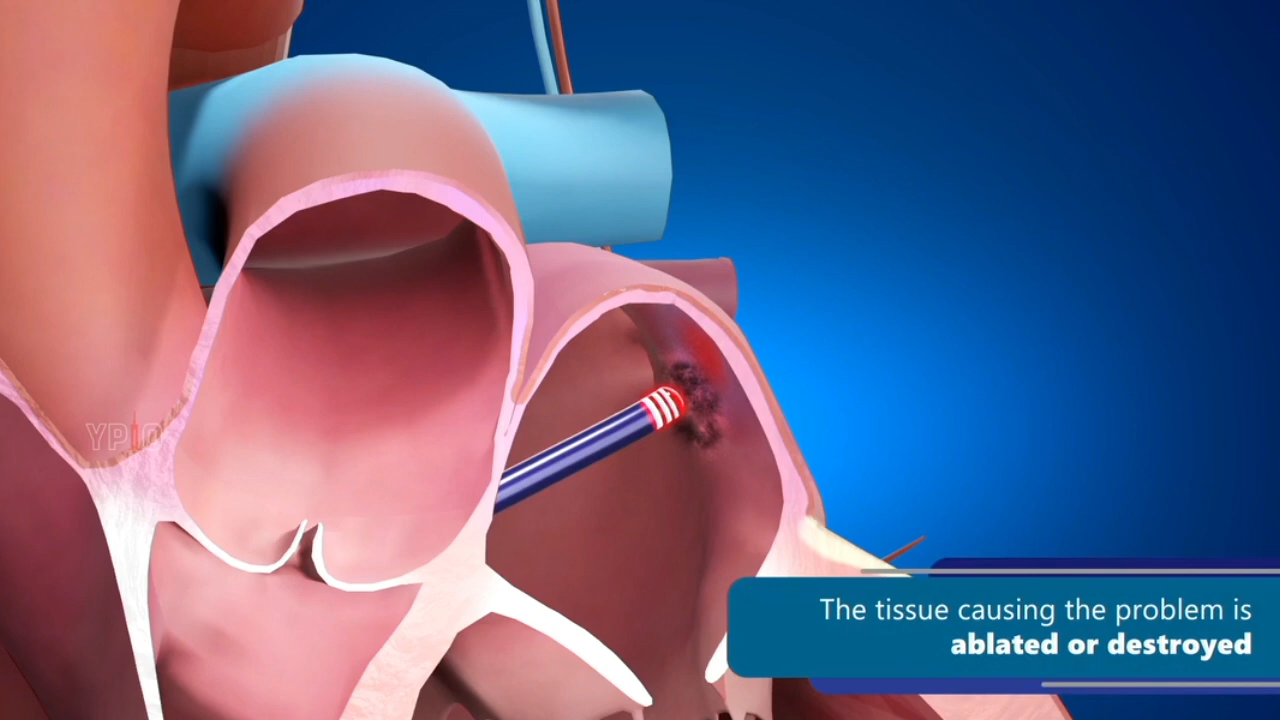 The tissue causing the problem is
ablated or destroyed